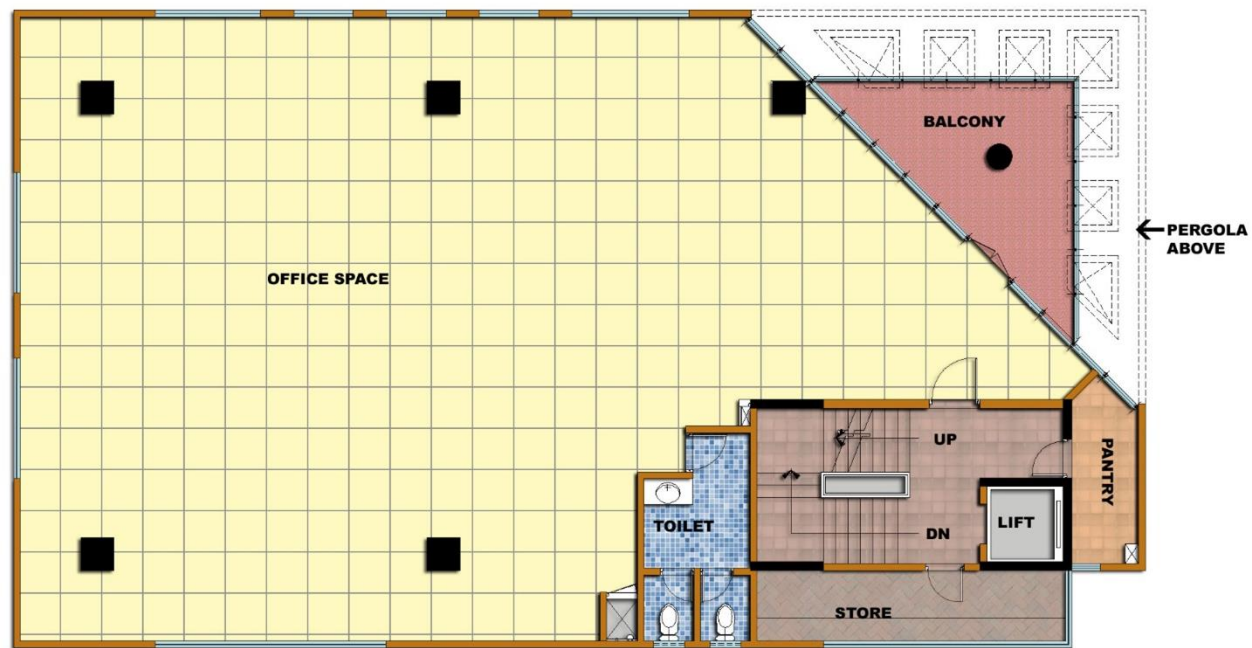 BALCONY
PERGOLA
ABOVE
OFFICE SPACE
UP
PANTRY
TOILET
DN
LIFT
STORE